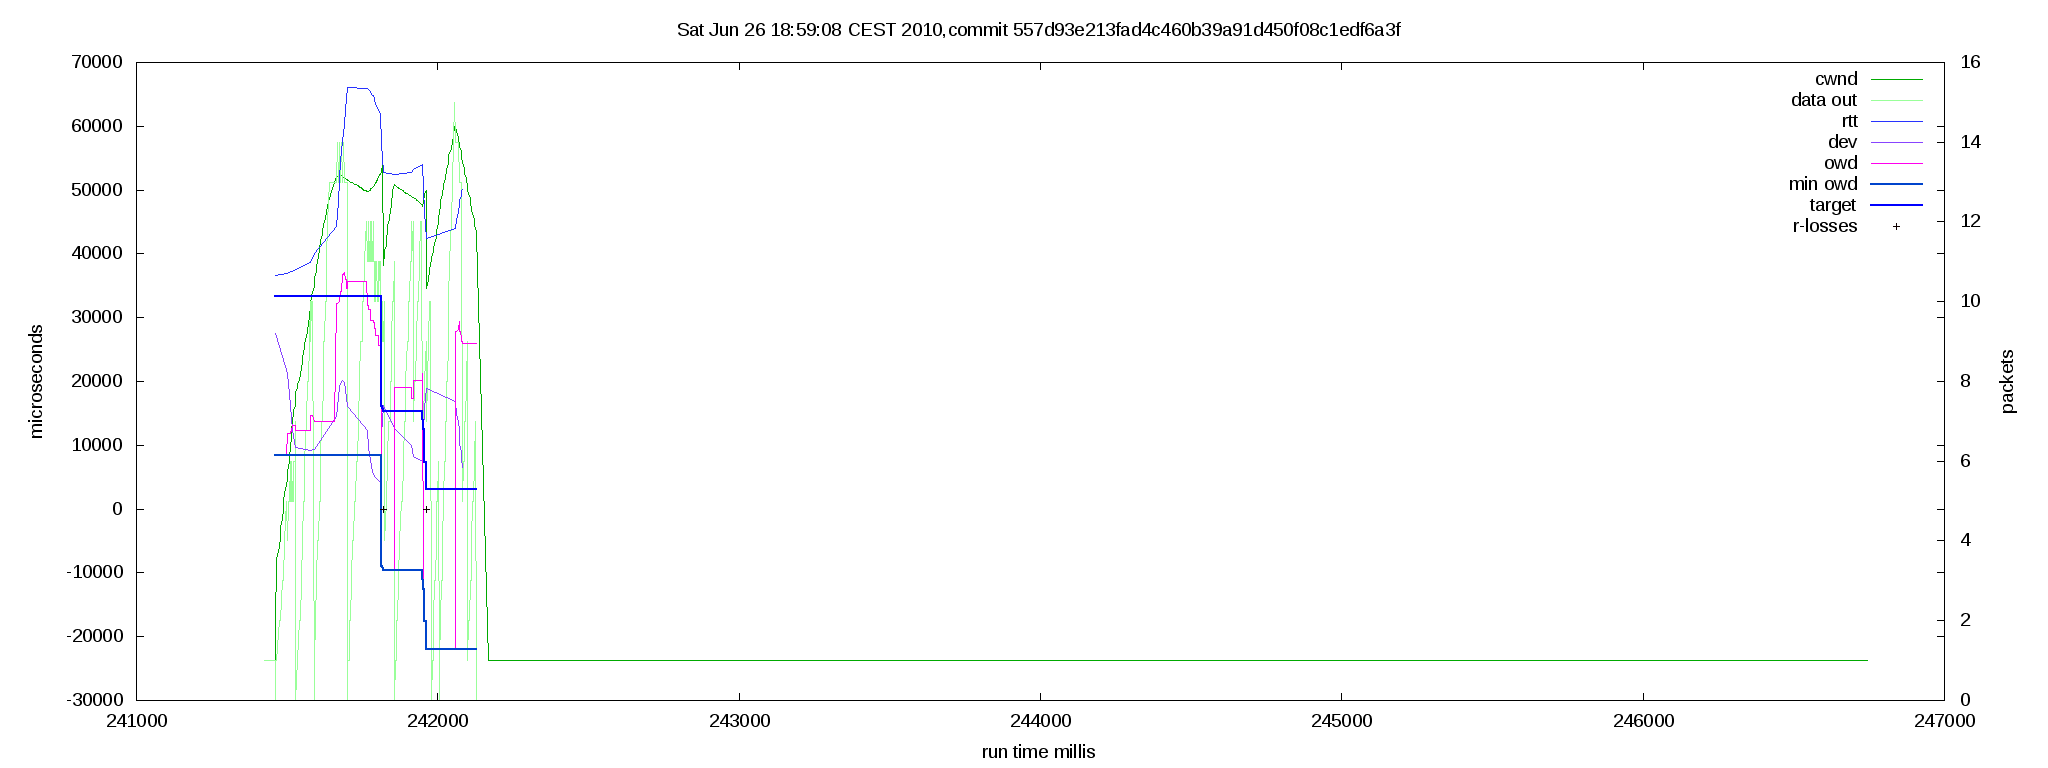 Sat Jun 26 18:59:08 CEST 2010,commit 557d93e213fad4c460b39a91d450f08c1edf6a3f
70000
60000
50000
40000
30000
20000
10000
0
-10000
-20000
-30000
microseconds
16
14
12
10
8
6
4
2
0
packets
cwnd
data out
rtt
dev
owd
min owd
target
r-losses
241000 242000 243000 244000 245000 246000 247000
run time millis